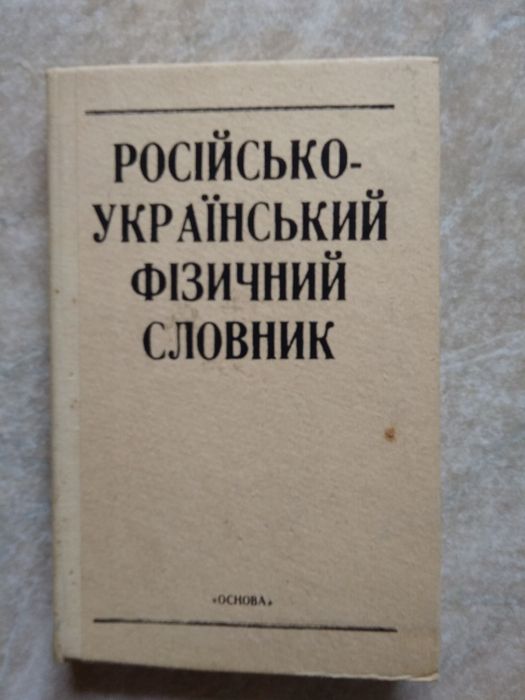 РОСІЙСЬКО-
УКРАЇНСЬКИЙ
ФІЗИЧНИЙ
СЛОВНИК
«ОСНОВА»